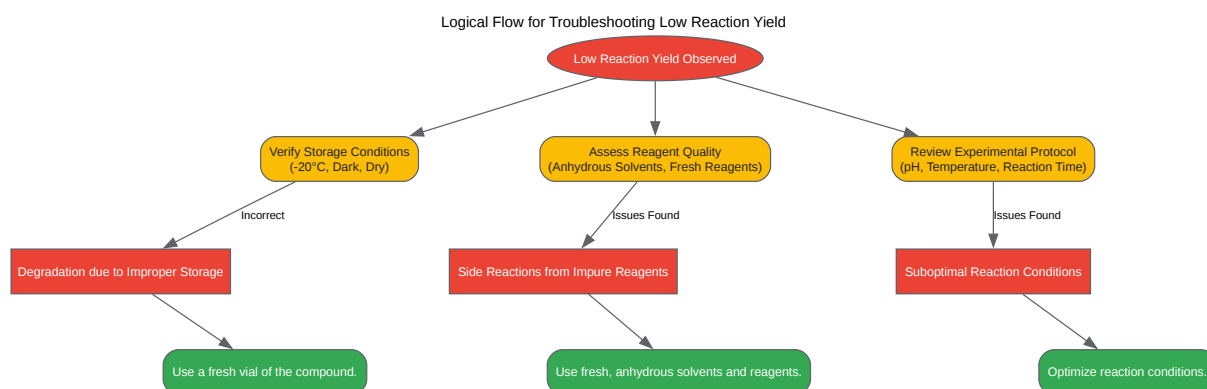 Logical Flow for Troubleshooting Low Reaction Yield
Low Reaction Yield Observed
Verify Storage Conditions
(-20°C, Dark, Dry)
Assess Reagent Quality
(Anhydrous Solvents, Fresh Reagents)
Review Experimental Protocol
(pH, Temperature, Reaction Time)
Incorrect
Issues Found
Issues Found
Degradation due to Improper Storage
Side Reactions from Impure Reagents
Suboptimal Reaction Conditions
Use a fresh vial of the compound.
Use fresh, anhydrous solvents and reagents.
Optimize reaction conditions.